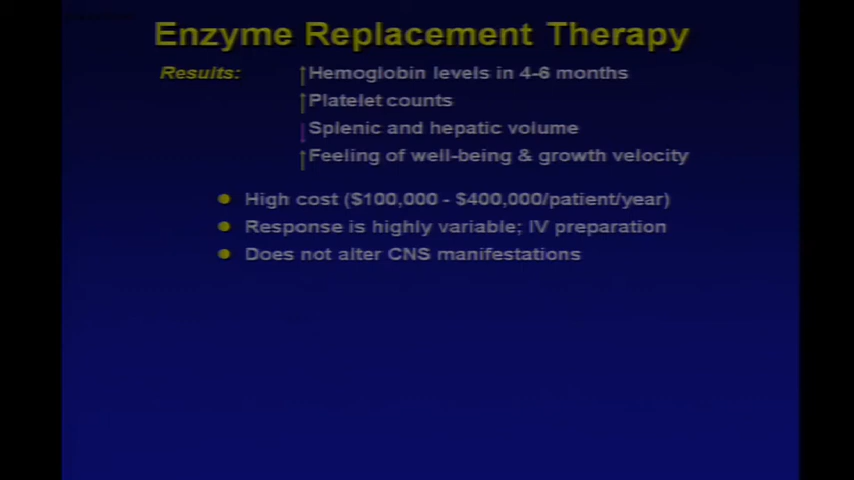 Enzyme Replacement Therapy
Results: ↑Hemoglobin levels in 4-6 months
↑Platelet counts
↓Splenic and hepatic volume
↑Feeling of well-being & growth velocity
• High cost ($100,000 - $400,000/patient/year)
• Response is highly variable; IV preparation
• Does not alter CNS manifestations